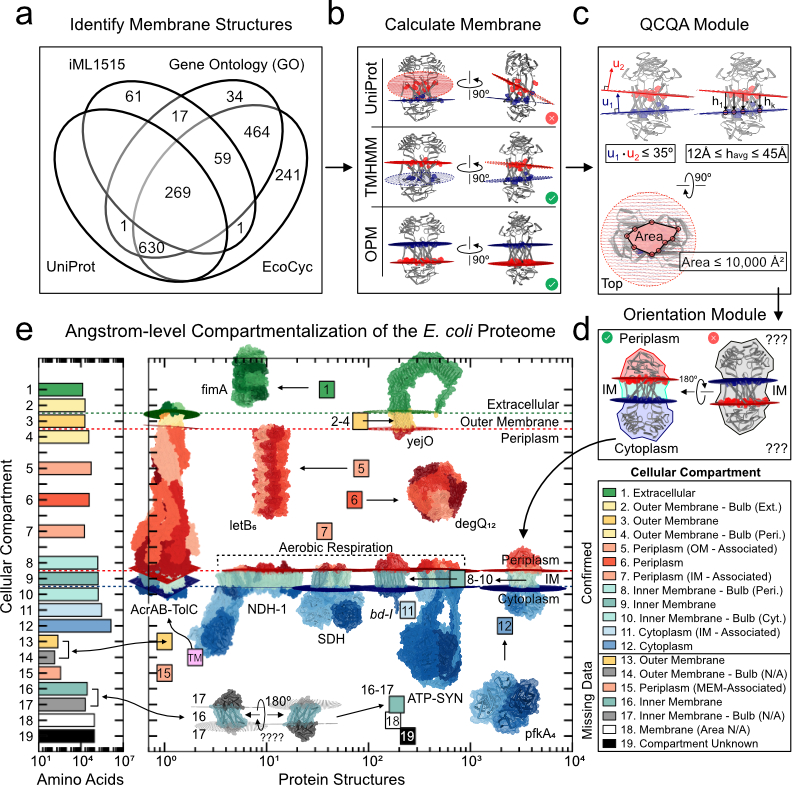 a Identify Membrane Structures
iML1515
Gene Ontology (GO)
61
34
17
464
59
241
269
1
1
630
UniProt
EcoCyc
b Calculate Membrane
UniProt
90º
TMHMM
90º
OPM
90º
c QCQA Module
u₂
u₁
h₁
...
hₖ
u₁ · u₂ ≤ 35º
12Å ≤ havg ≤ 45Å
90º
Area
Area ≤ 10,000 Å²
Top
Orientation Module
d
Periplasm
???
IM
180º
IM
Cytoplasm
???
e Angstrom-level Compartmentalization of the E. coli Proteome
Cellular Compartment
1
2
3
4
5
6
7
8
9
10
11
12
13
14
15
16
17
18
19
10¹
10⁴
10⁷
Amino Acids
fimA
1
Extracellular
Outer Membrane
Periplasm
2-4
yejO
5
6
7
letB₆
degQ₁₂
Aerobic Respiration
Periplasm
8-10
IM
Cytoplasm
AcrAB-TolC
NDH-1
SDH
bd-I
11
12
13
TM
15
ATP-SYN
pfkA₄
17
16
17
180º
????
16-17
18
19
10⁰
10¹
10²
10³
10⁴
Protein Structures
Cellular Compartment
1. Extracellular
2. Outer Membrane - Bulb (Ext.)
3. Outer Membrane
4. Outer Membrane - Bulb (Peri.)
5. Periplasm (OM - Associated)
6. Periplasm
7. Periplasm (IM - Associated)
8. Inner Membrane - Bulb (Peri.)
9. Inner Membrane
10. Inner Membrane - Bulb (Cyt.)
11. Cytoplasm (IM - Associated)
12. Cytoplasm
Confirmed
13. Outer Membrane
14. Outer Membrane - Bulb (N/A)
15. Periplasm (MEM-Associated)
16. Inner Membrane
17. Inner Membrane - Bulb (N/A)
18. Membrane (Area N/A)
19. Compartment Unknown
Missing Data